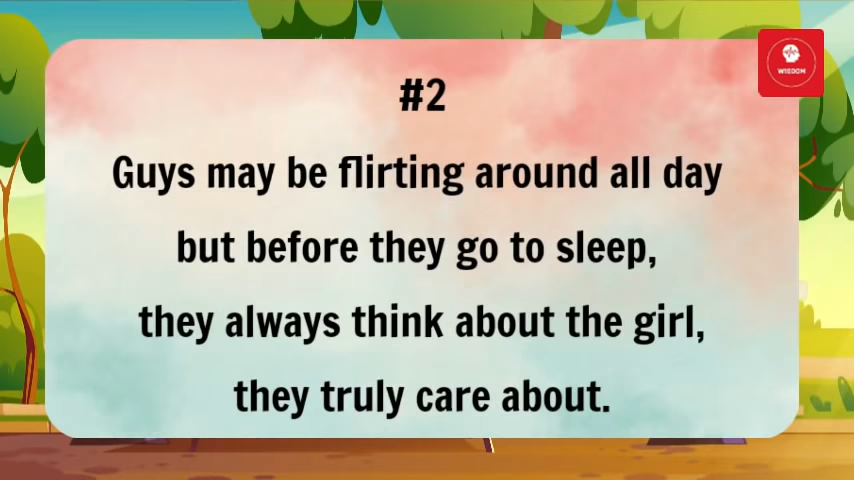 WISDOM
#2
Guys may be flirting around all day
but before they go to sleep,
they always think about the girl,
they truly care about.